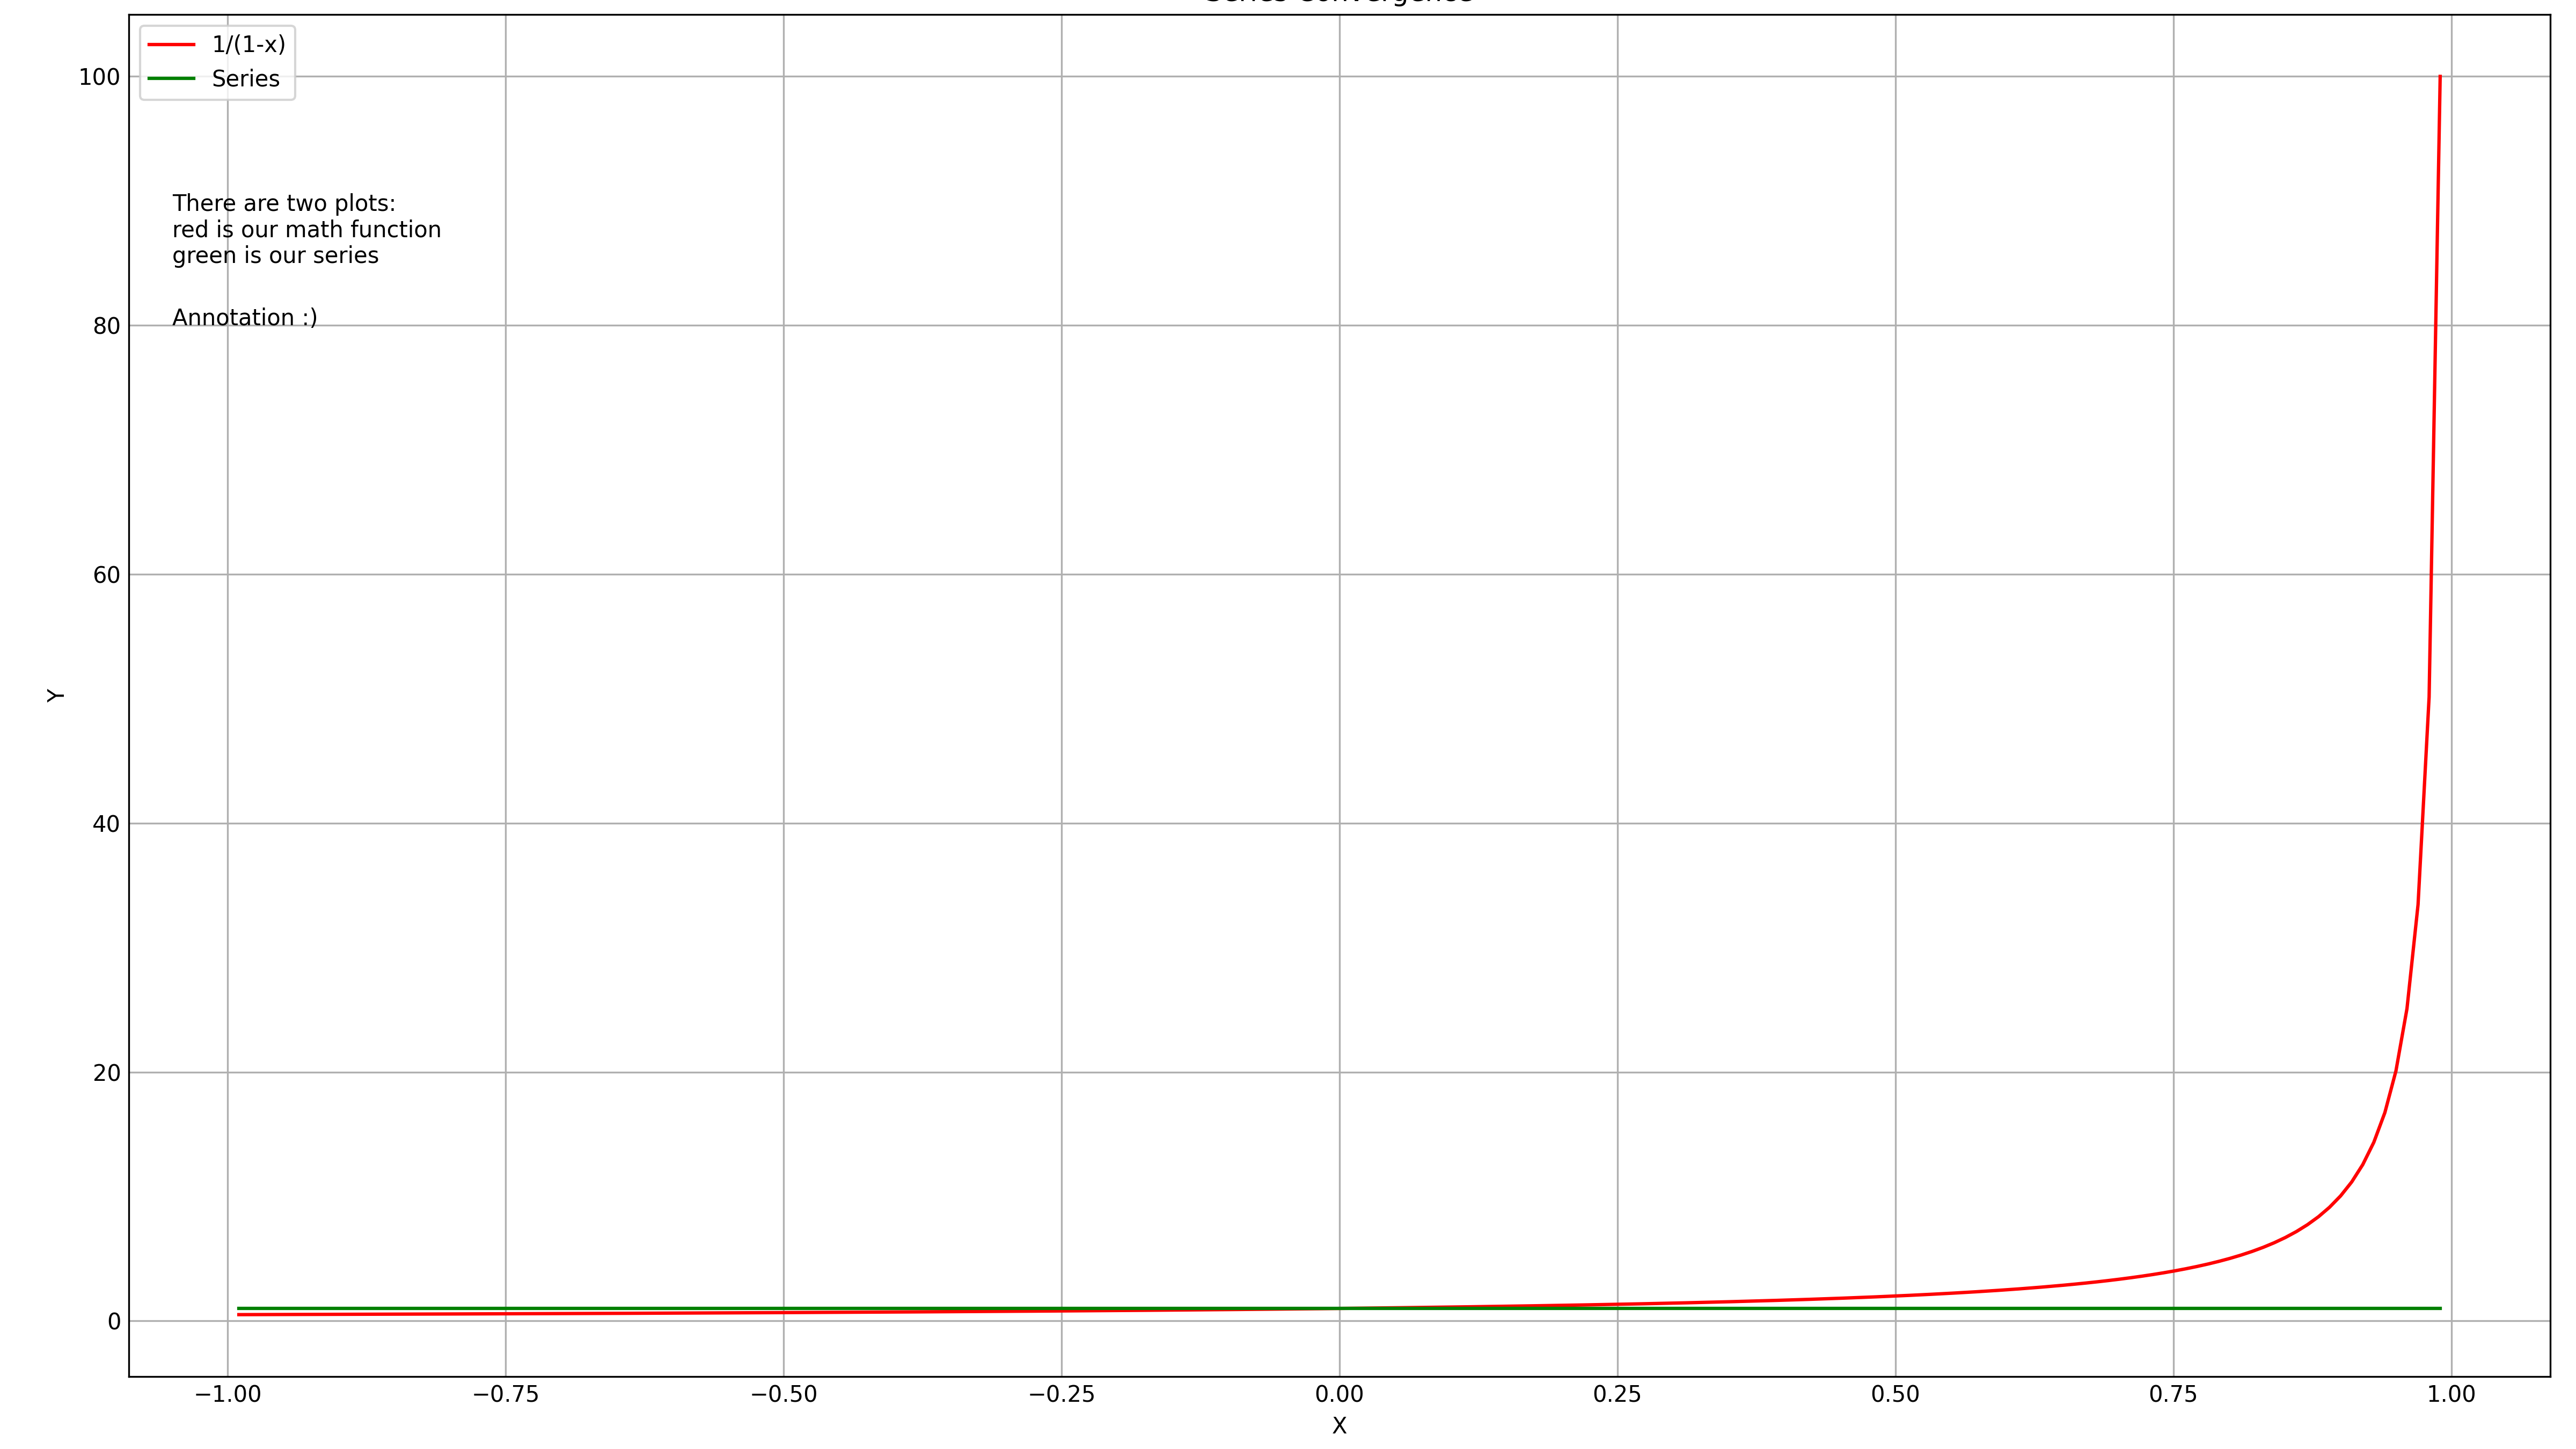 Series Convergence
1/(1-x)
Series
There are two plots:
red is our math function
green is our series
Annotation :)
100
80
60
40
20
0
Y
−1.00 −0.75 −0.50 −0.25 0.00 0.25 0.50 0.75 1.00
X